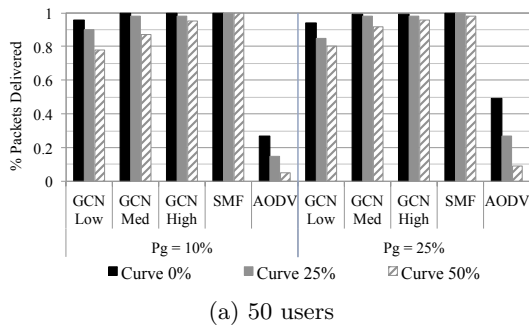 % Packets Delivered
1
0.8
0.6
0.4
0.2
0
GCN Low
GCN Med
GCN High
SMF
AODV
GCN Low
GCN Med
GCN High
SMF
AODV
Pg = 10%
Pg = 25%
Curve 0%
Curve 25%
Curve 50%
(a) 50 users